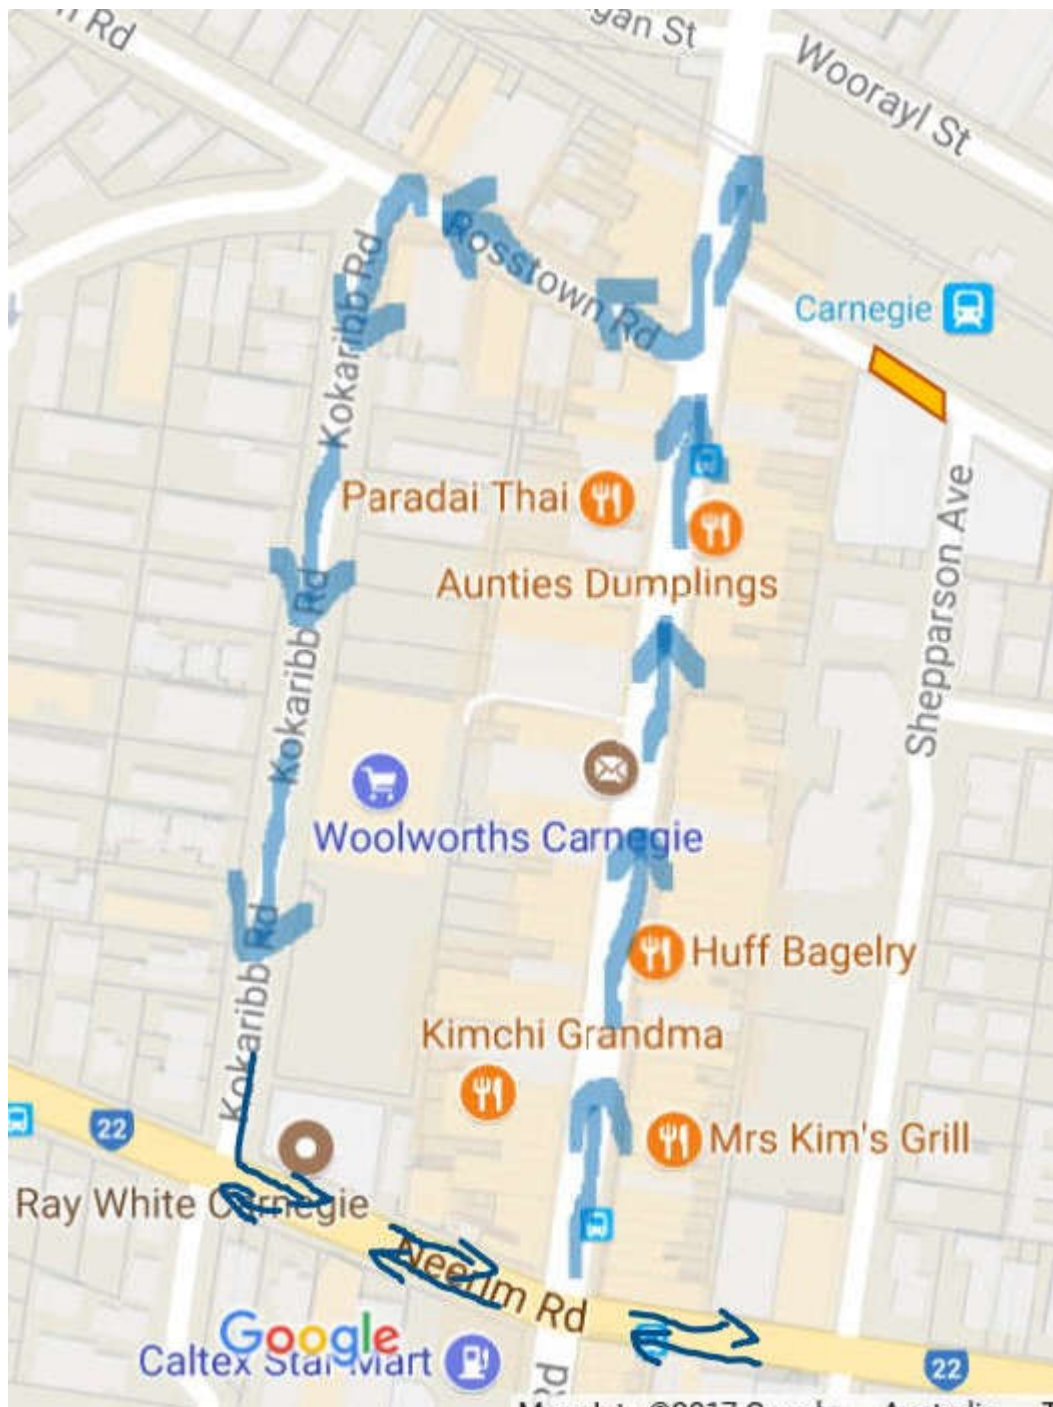 n Rd
gan St
Woorayl St
Rosstown Rd
Kokaribb Rd
Carnegie
Paradai Thai
Aunties Dumplings
Kokaribb Rd
Shepparson Ave
Woolworths Carnegie
Huff Bagelry
Kokaribb Rd
Kimchi Grandma
22
Mrs Kim's Grill
Ray White Carnegie
Neerim Rd
Google
Caltex Star Mart
22
Rd